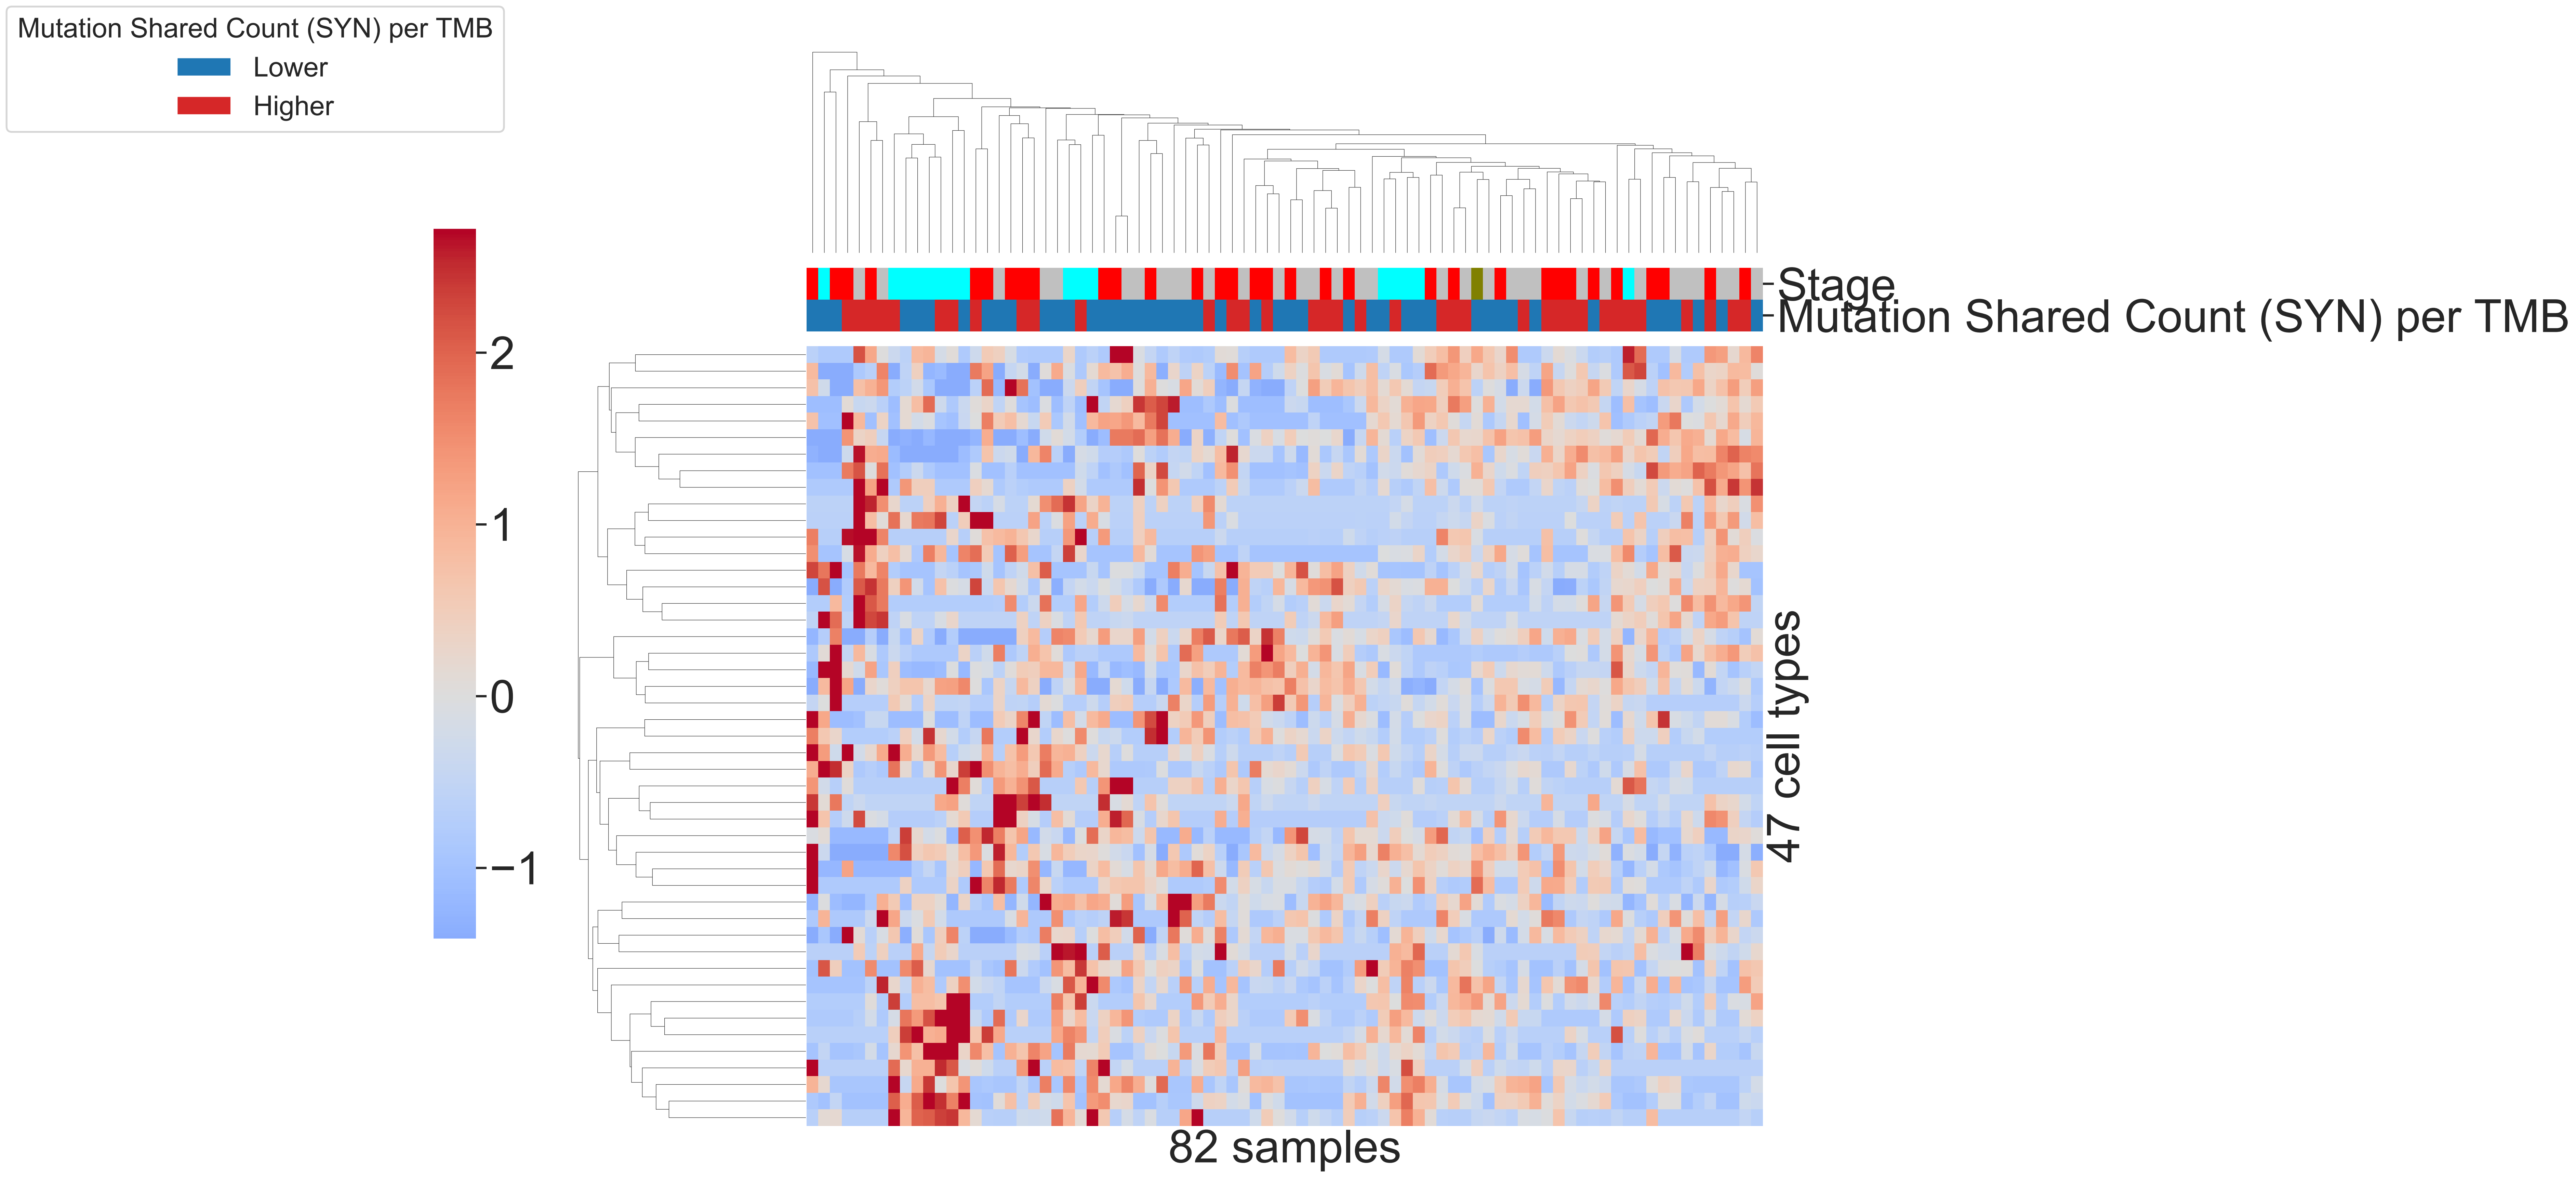 Mutation Shared Count (SYN) per TMB
Lower
Higher
Stage
Mutation Shared Count (SYN) per TMB
2
1
0
−1
47 cell types
82 samples